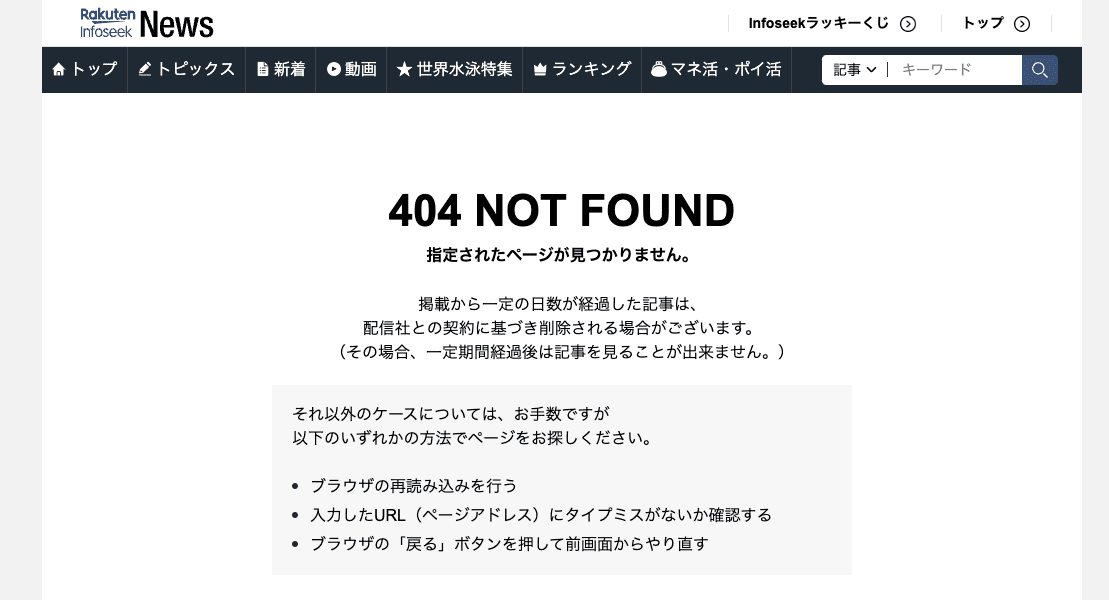 Rakuten
Infoseek News
Infoseekラッキーくじ
トップ
トップ
トピックス
新着
動画
世界水泳特集
ランキング
マネ活・ポイ活
記事
キーワード
404 NOT FOUND
指定されたページが見つかりません。
掲載から一定の日数が経過した記事は、
配信社との契約に基づき削除される場合がございます。
（その場合、一定期間経過後は記事を見ることが出来ません。）
それ以外のケースについては、お手数ですが
以下のいずれかの方法でページをお探しください。
• ブラウザの再読み込みを行う
• 入力したURL（ページアドレス）にタイプミスがないか確認する
• ブラウザの「戻る」ボタンを押して前画面からやり直す